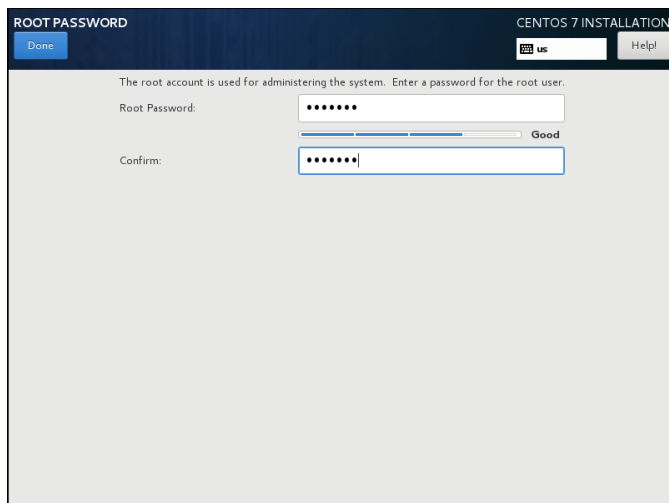 ROOT PASSWORD
CENTOS 7 INSTALLATION
Done
us
Help!
The root account is used for administering the system. Enter a password for the root user.
Root Password:
•••••••
Good
Confirm:
•••••••